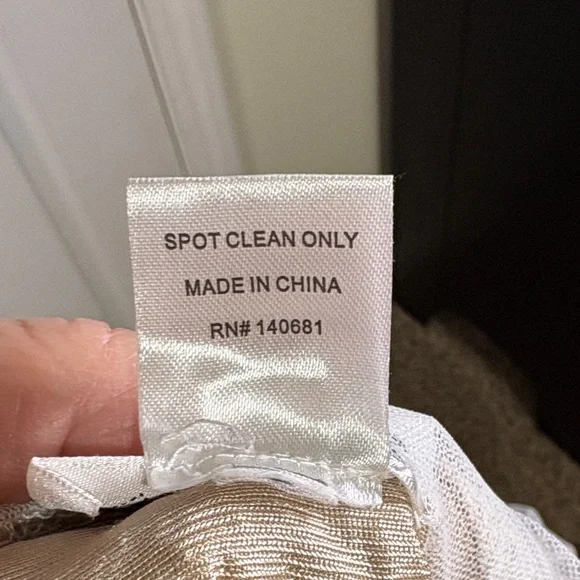 SPOT CLEAN ONLY
MADE IN CHINA
RN# 140681